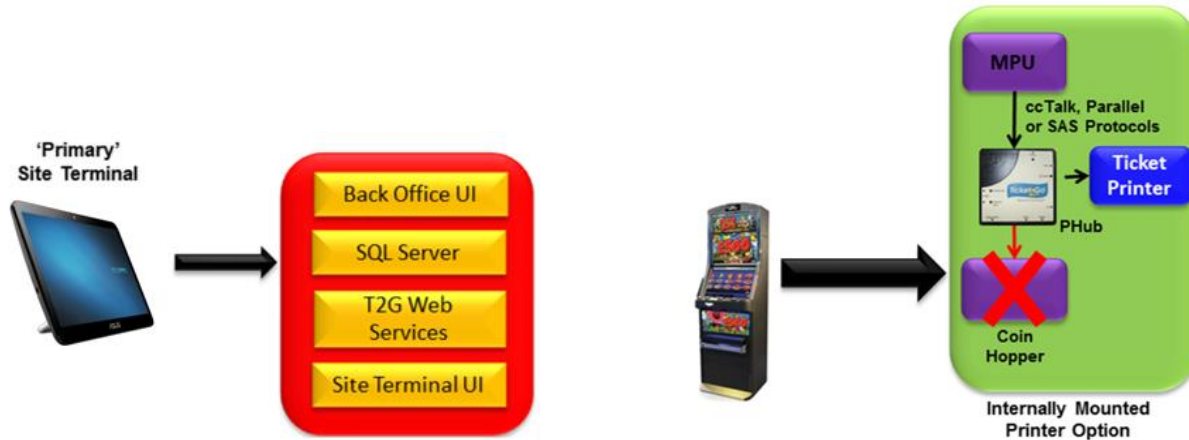 'Primary'
Site Terminal
Back Office UI
SQL Server
T2G Web
Services
Site Terminal UI
MPU
ccTalk, Parallel
or SAS Protocols
Ticket
Printer
PHub
Coin
Hopper
Internally Mounted
Printer Option